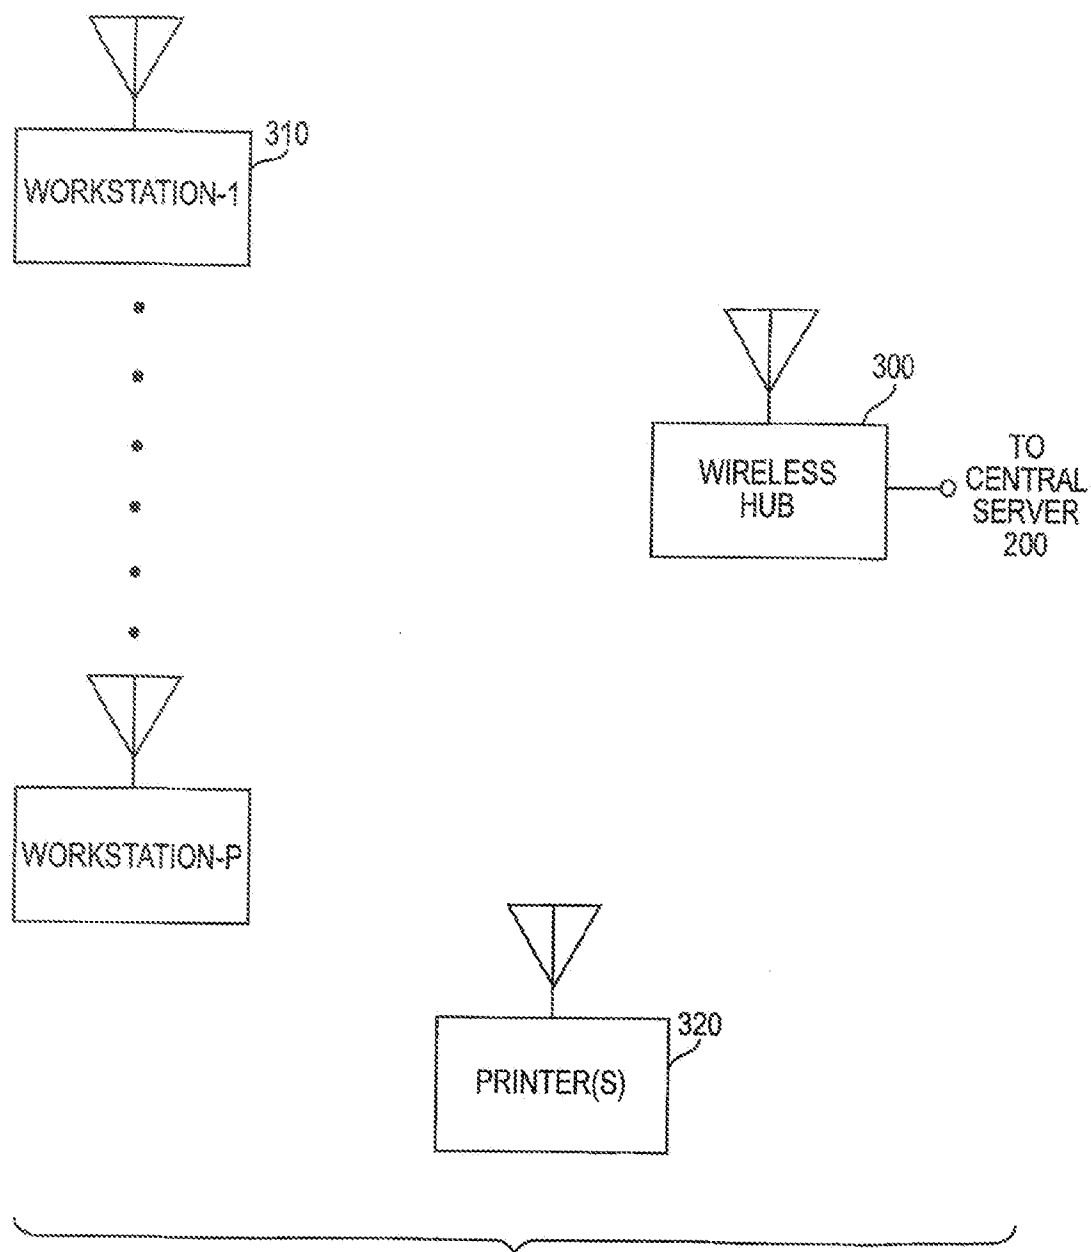 310
WORKSTATION-1
300
WIRELESS
HUB
TO
CENTRAL
SERVER
200
WORKSTATION-P
320
PRINTER(S)